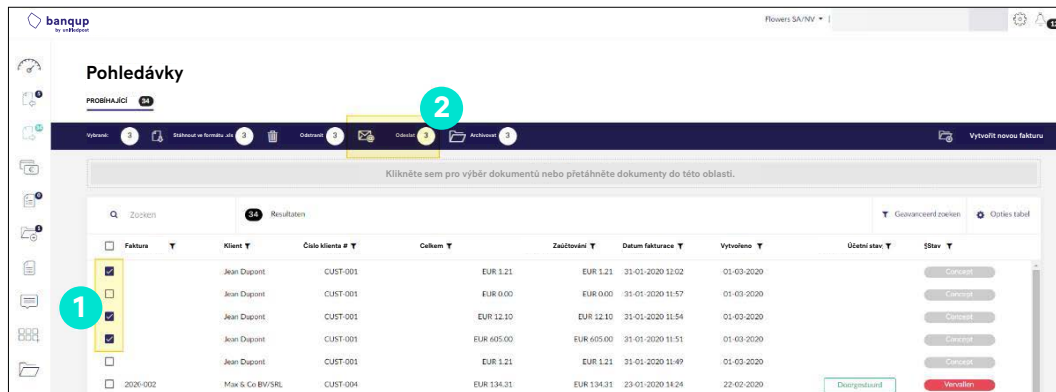 banqup
by unifiedpost
Flowers SA/NV
Pohledávky
PROBÍHAJÍCÍ 34
2
Vybrané: 3 Stáhnout ve formátu .xls 3 Odstranit 3 Odeslat 3 Archivovat 3 Vytvořit novou fakturu
Klikněte sem pro výběr dokumentů nebo přetáhněte dokumenty do této oblasti.
Zoeken 34 Resultaten Geavanceerd zoeken Opties tabel
Faktura Klient Číslo klienta # Celkem Zaúčtování Datum fakturace Vytvořeno Účetní stav, §Stav
Jean Dupont CUST-001 EUR 1.21 EUR 1.21 31-01-2020 12:02 01-03-2020 Concept
Jean Dupont CUST-001 EUR 0.00 EUR 0.00 31-01-2020 11:57 01-03-2020 Concept
1
Jean Dupont CUST-001 EUR 12.10 EUR 12.10 31-01-2020 11:54 01-03-2020 Concept
Jean Dupont CUST-001 EUR 605.00 EUR 605.00 31-01-2020 11:51 01-03-2020 Concept
Jean Dupont CUST-001 EUR 1.21 EUR 1.21 31-01-2020 11:49 01-03-2020 Concept
2020-002 Max & Co BV/SRL CUST-004 EUR 134.31 EUR 134.31 23-01-2020 14:24 22-02-2020 Doorgestuurd Vervallen